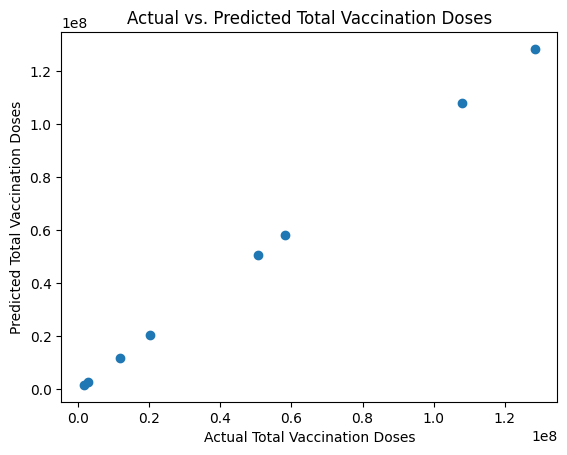 Actual vs. Predicted Total Vaccination Doses
1e8
1.2
1.0
0.8
0.6
0.4
0.2
0.0
Predicted Total Vaccination Doses
0.0 0.2 0.4 0.6 0.8 1.0 1.2
1e8
Actual Total Vaccination Doses